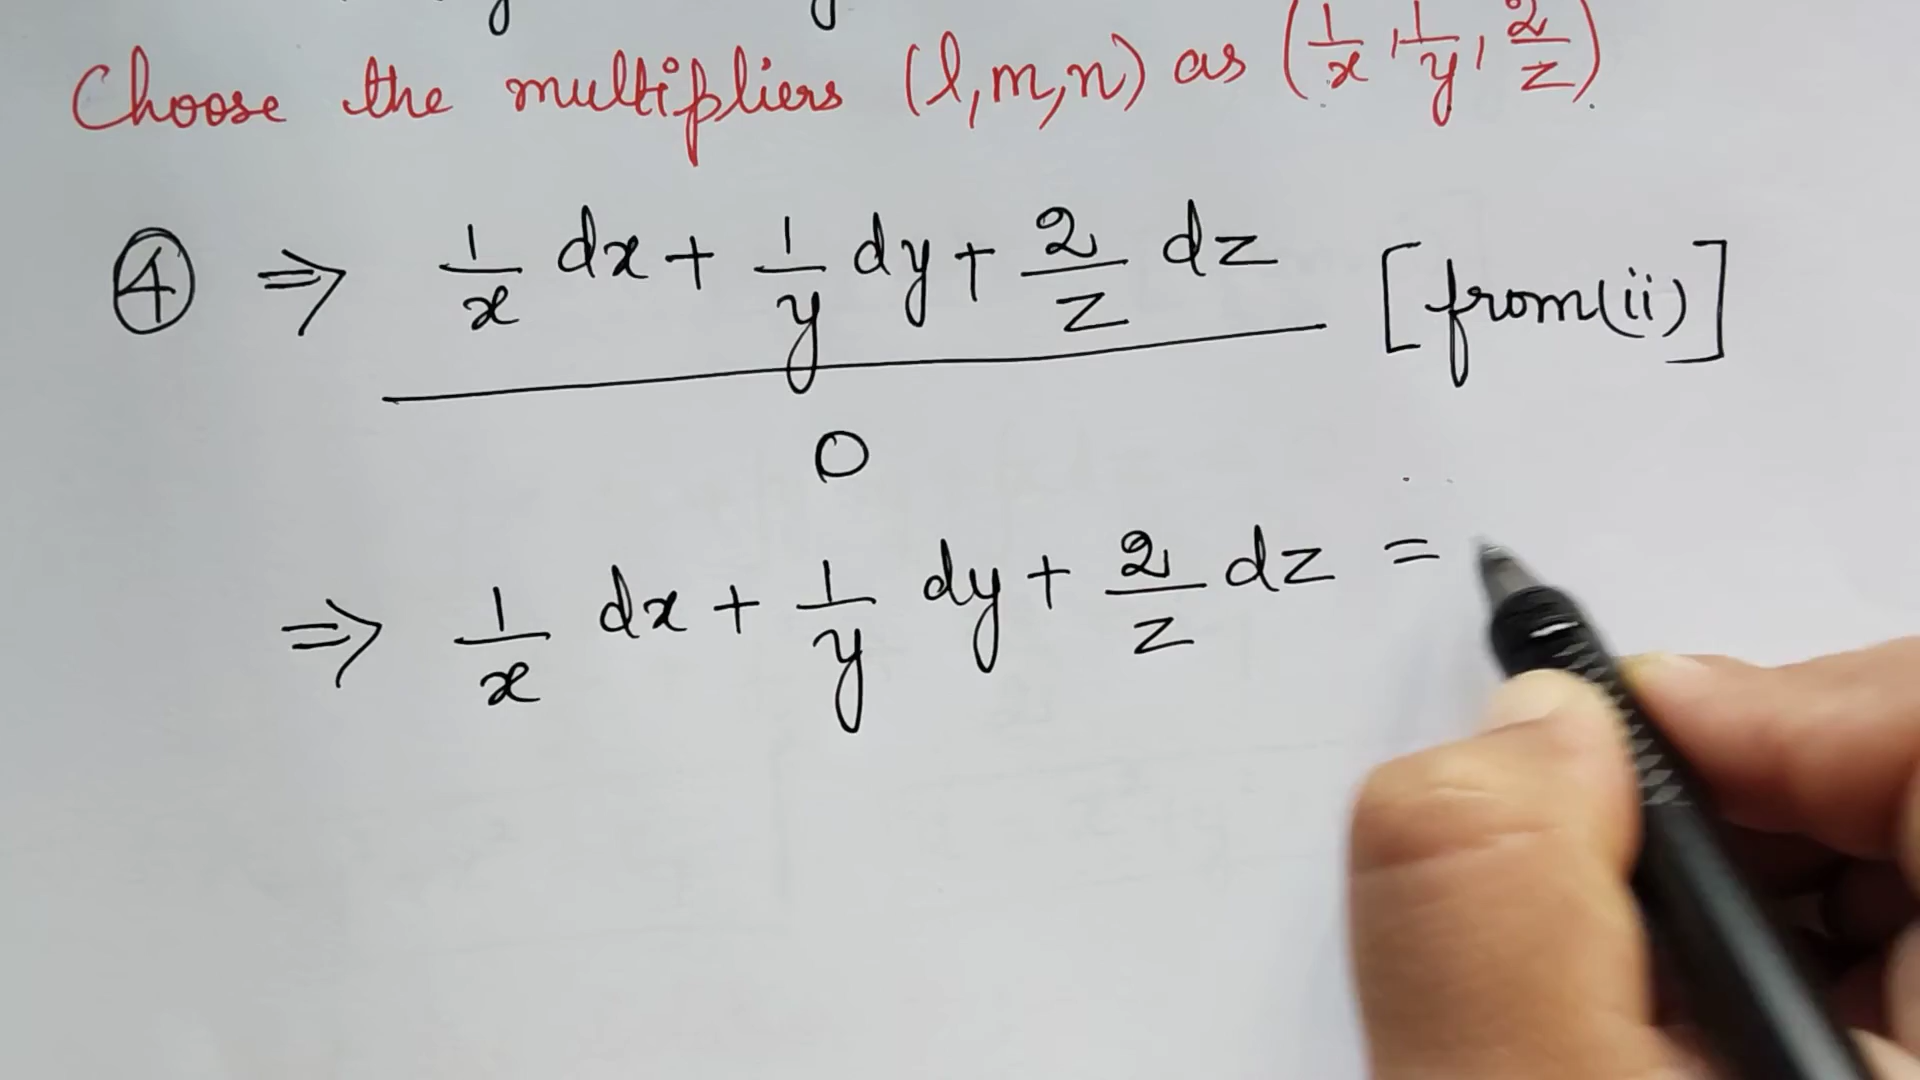 Choose the multipliers (l,m,n) as (1/x, 1/y, 2/z)
④ ⇒ 1/x dx + 1/y dy + 2/z dz [from(ii)]
0
⇒ 1/x dx + 1/y dy + 2/z dz =